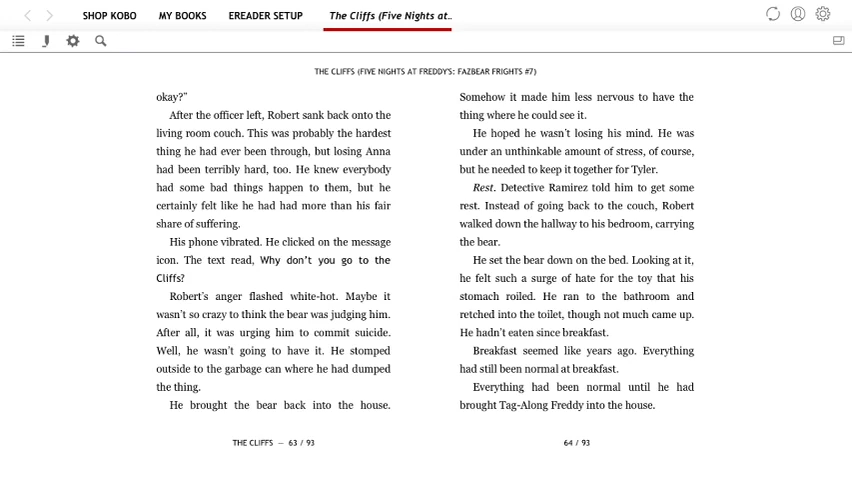 SHOP KOBO
MY BOOKS
EREADER SETUP
The Cliffs (Five Nights at..
THE CLIFFS (FIVE NIGHTS AT FREDDY'S: FAZBEAR FRIGHTS #7)
okay?"
After the officer left, Robert sank back onto the
living room couch. This was probably the hardest
thing he had ever been through, but losing Anna
had been terribly hard, too. He knew everybody
had some bad things happen to them, but he
certainly felt like he had had more than his fair
share of suffering.
His phone vibrated. He clicked on the message
icon. The text read, Why don't you go to the
Cliffs?
Robert's anger flashed white-hot. Maybe it
wasn't so crazy to think the bear was judging him.
After all, it was urging him to commit suicide.
Well, he wasn't going to have it. He stomped
outside to the garbage can where he had dumped
the thing.
He brought the bear back into the house.
THE CLIFFS — 63 / 93
Somehow it made him less nervous to have the
thing where he could see it.
He hoped he wasn't losing his mind. He was
under an unthinkable amount of stress, of course,
but he needed to keep it together for Tyler.
Rest. Detective Ramirez told him to get some
rest. Instead of going back to the couch, Robert
walked down the hallway to his bedroom, carrying
the bear.
He set the bear down on the bed. Looking at it,
he felt such a surge of hate for the toy that his
stomach roiled. He ran to the bathroom and
retched into the toilet, though not much came up.
He hadn't eaten since breakfast.
Breakfast seemed like years ago. Everything
had still been normal at breakfast.
Everything had been normal until he had
brought Tag-Along Freddy into the house.
64 / 93